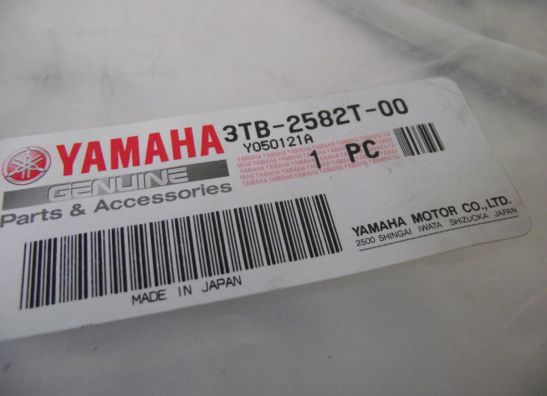 YAMAHA
GENUINE
Parts & Accessories
3TB-2582T-00
Y050121A
1 PC
MADE IN JAPAN
YAMAHA MOTOR CO.,LTD.
2500 SHINGAI IWATA SHIZUOKA JAPAN